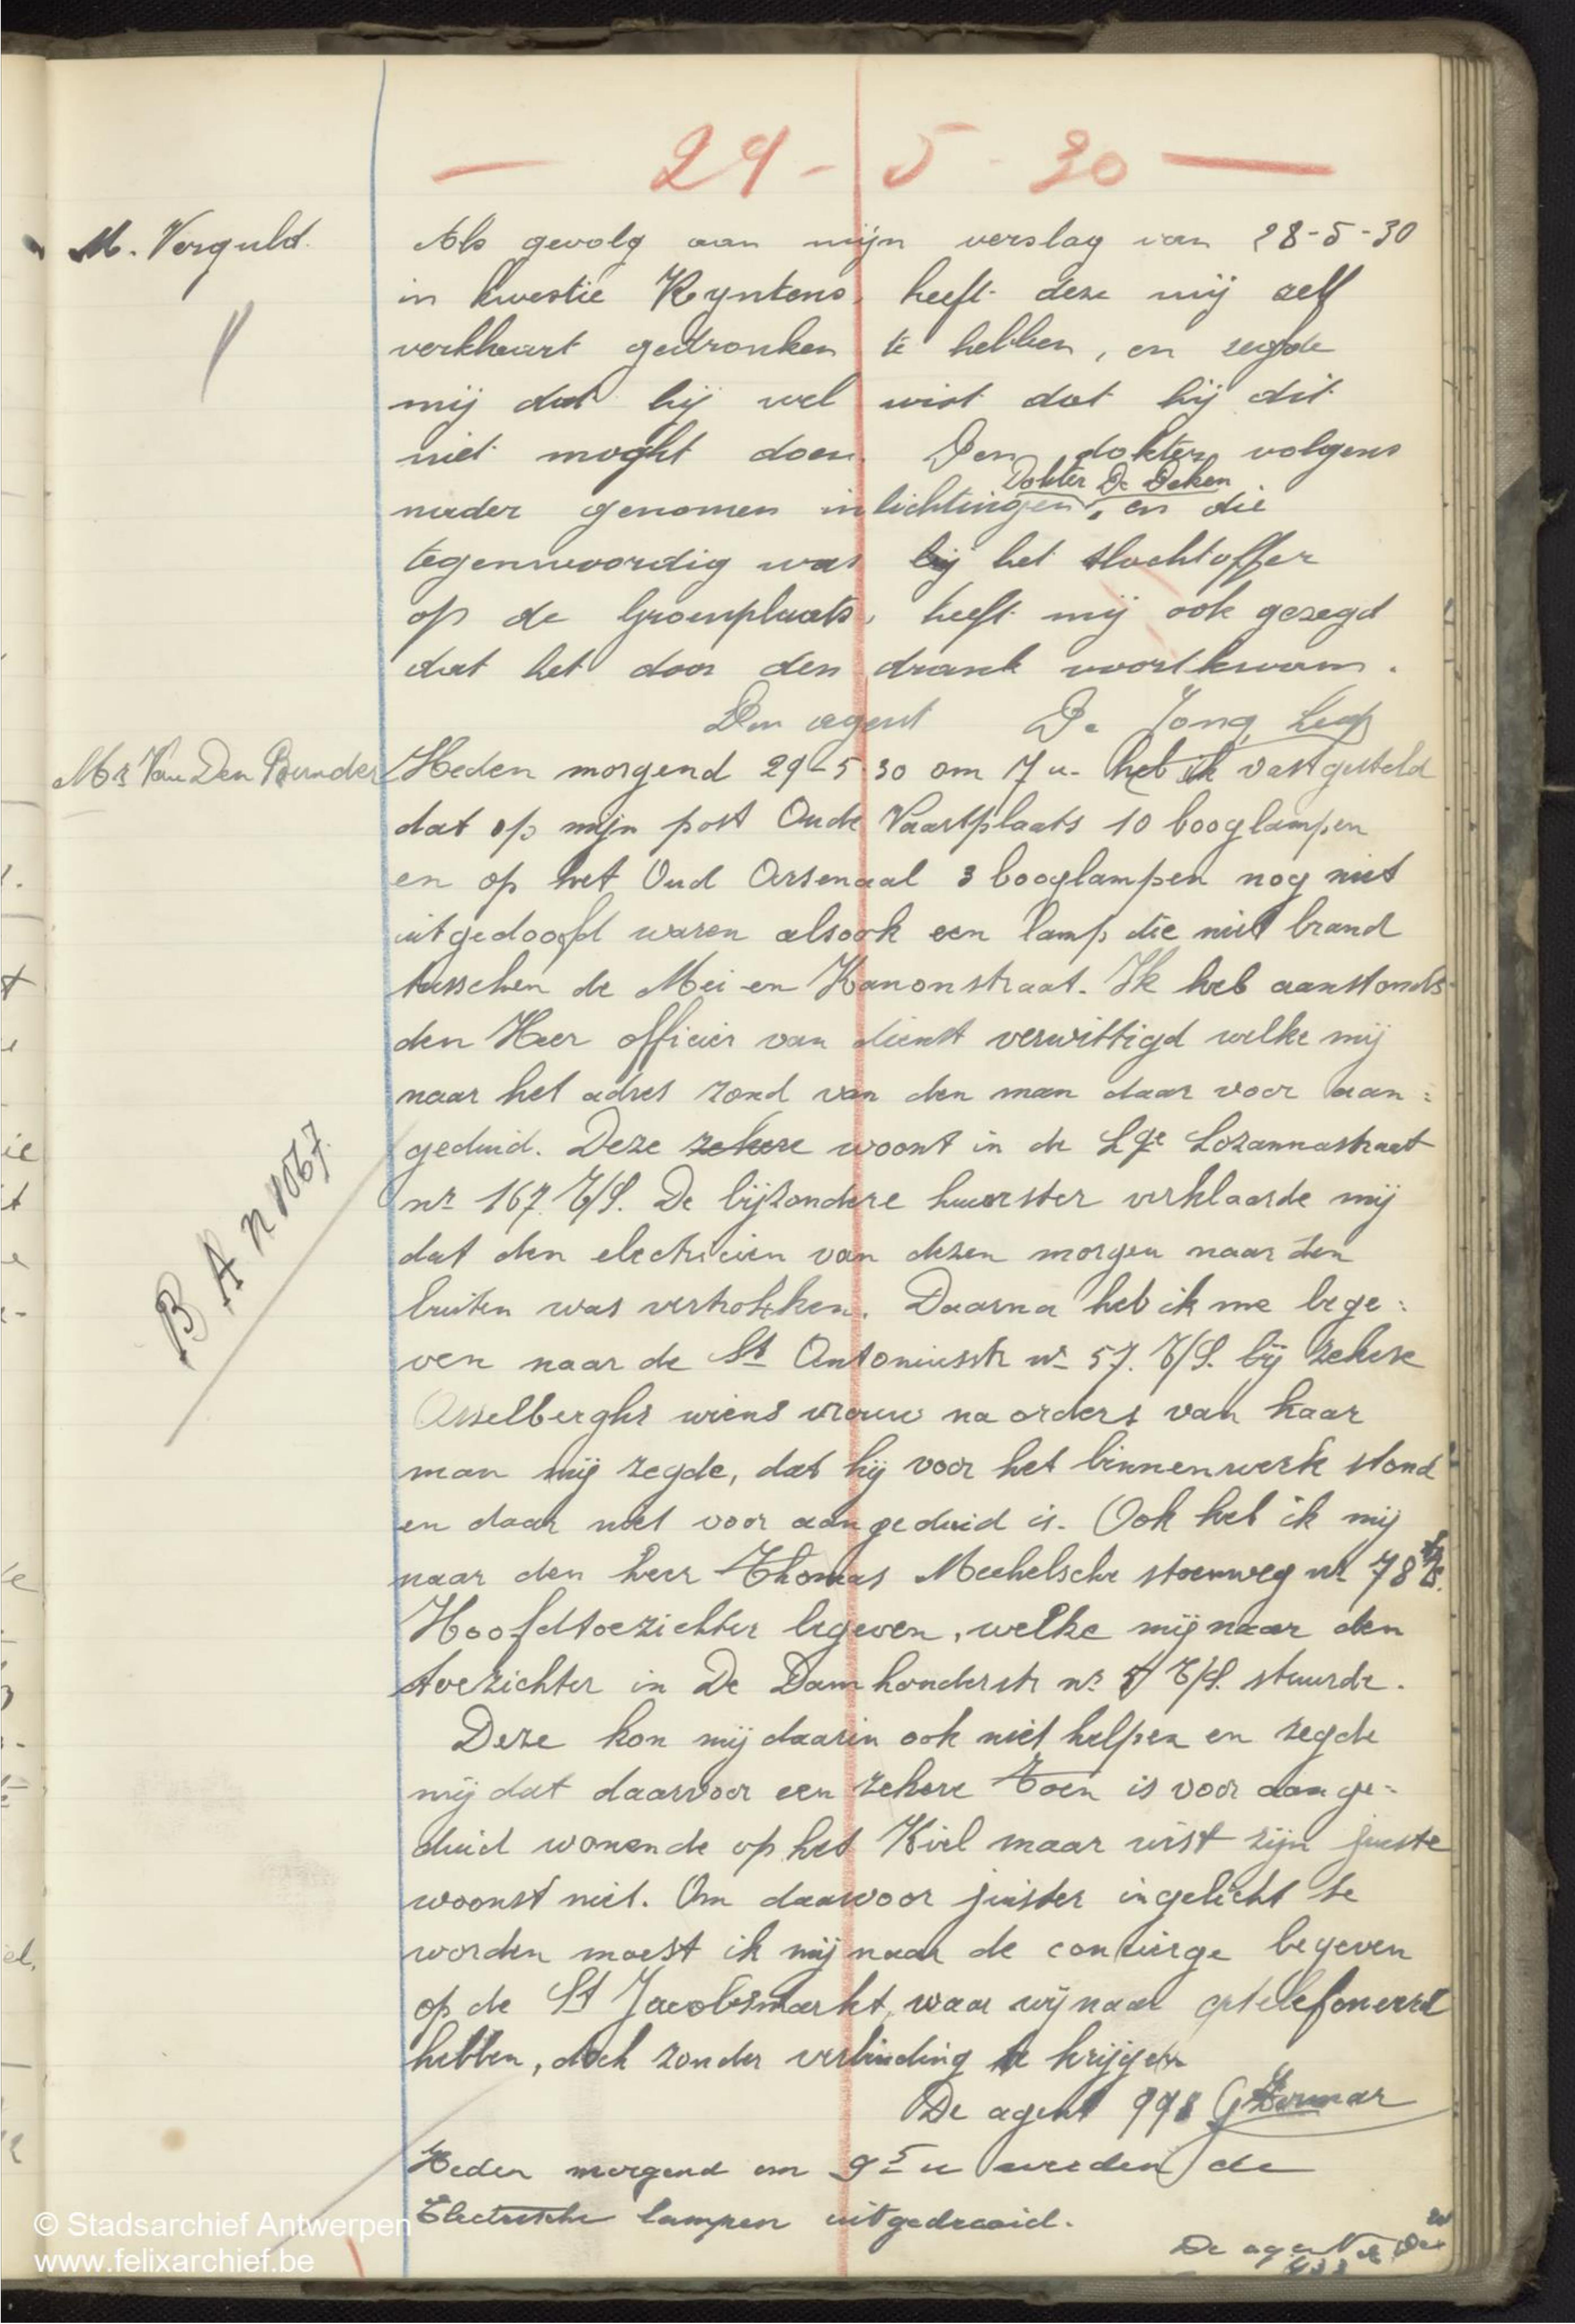 — 29 - 5 - 30 —
M. Verguld.
Als gevolg aan mijn verslag van 28-5-30
in kwestie Ryntens, heeft deze mij zelf
verkhaart gedronken te hebben, en zegde
mij dat hij wel wist dat hij dit
niet moght doen. Den dokter volgens
Dokter De Deken
nader genomen inlichtingen, en die
tegenwoordig was bij het slachtoffer
op de Groenplaats, heeft mij ook gezegd
dat het door den drank voortkwam.
Den agent De Jong
Mr Van Den
Heden morgend 29-5-30 om 7 u. heb ik vastgesteld
dat op mijn post Oude Vaartplaats 10 booglampen
en op het Oud Arsenaal 3 booglampen nog niet
uitgedoofd waren alsook een lamp die niet brand
tusschen de Mei en Kanonstraat. Ik heb aanstonds
den Heer officier van dienst verwittigd welke mij
naar het adres zond van den man daar voor aan=
geduid. Deze zekere woont in de Lge Lozannastraat
nr 167. T/S. De bijzondere huurster verklaarde mij
dat den electricien van dezen morgen naar den
buiten was vertrokken. Daarna heb ik me bege=
ven naar de St Antoniusstr nr 57. T/S. bij zekere
Asselberghs wiens vrouw na orders van haar
man mij zegde, dat hij voor het binnenwerk stond
en daar niet voor aangeduid is. Ook heb ik mij
naar den heer Thomas Mechelsche steenweg nr 78 T/S.
Hoofdtoezichter begeven, welke mij naar den
toezichter in De Damhouderstr nr T/S. stuurde.
Deze kon mij daarin ook niet helpen en zegde
mij dat daarvoor een zekere Toen is voor aange=
duid wonende op het Kiel maar wist zijn juiste
woonst niet. Om daarvoor juister ingelicht te
worden moest ik mij naar de concierge begeven
op de St Jacobsmarkt, waar wij naar getelefoneerd
hebben, doch zonder verbinding te krijgen
De agent 998 G
B A n 1067.
Heden morgend om 9 5 u werden de
Electrische lampen uitgedraaid.
De agent
© Stadsarchief Antwerpen
www.felixarchief.be